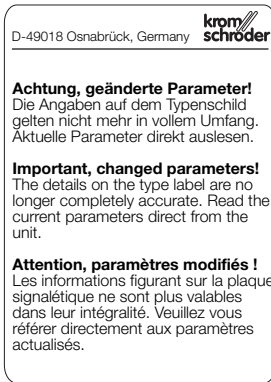 D-49018 Osnabrück, Germany
krom
schröder
Achtung, geänderte Parameter!
Die Angaben auf dem Typenschild
gelten nicht mehr in vollem Umfang.
Aktuelle Parameter direkt auslesen.
Important, changed parameters!
The details on the type label are no
longer completely accurate. Read the
current parameters direct from the
unit.
Attention, paramètres modifiés !
Les informations figurant sur la plaque
signalétique ne sont plus valables
dans leur intégralité. Veuillez vous
référer directement aux paramètres
actualisés.